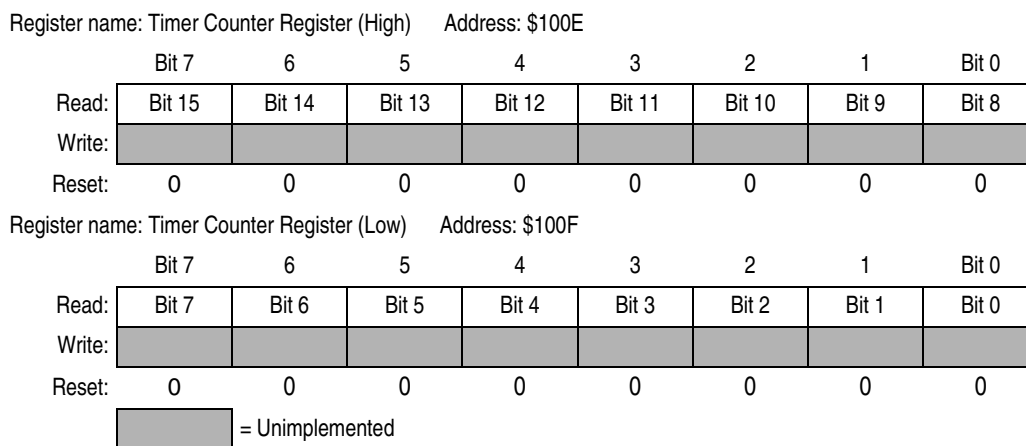 Register name: Timer Counter Register (High) Address: $100E
Bit 7 6 5 4 3 2 1 Bit 0
Read: Bit 15 Bit 14 Bit 13 Bit 12 Bit 11 Bit 10 Bit 9 Bit 8
Write:
Reset: 0 0 0 0 0 0 0 0
Register name: Timer Counter Register (Low) Address: $100F
Bit 7 6 5 4 3 2 1 Bit 0
Read: Bit 7 Bit 6 Bit 5 Bit 4 Bit 3 Bit 2 Bit 1 Bit 0
Write:
Reset: 0 0 0 0 0 0 0 0
= Unimplemented